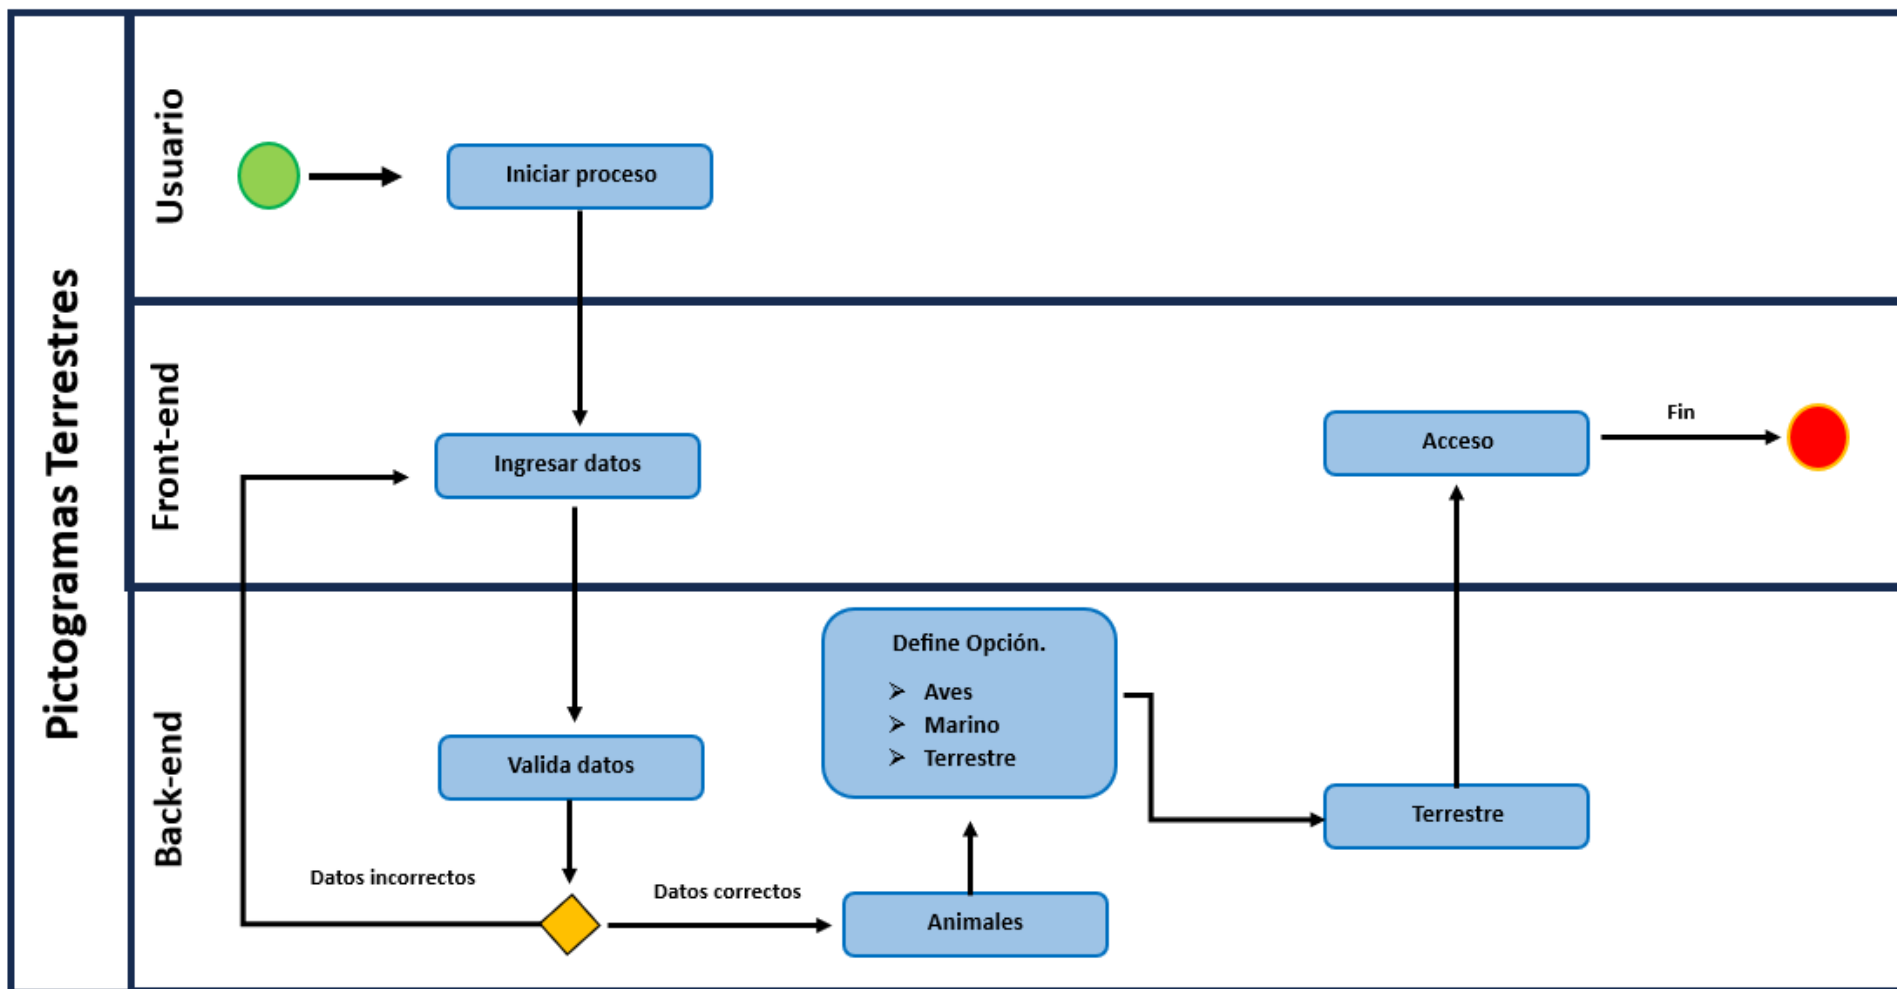 Pictogramas Terrestres
Usuario
Iniciar proceso
Front-end
Ingresar datos
Acceso
Fin
Back-end
Valida datos
Datos incorrectos
Datos correctos
Animales
Define Opción.
➢ Aves
➢ Marino
➢ Terrestre
Terrestre